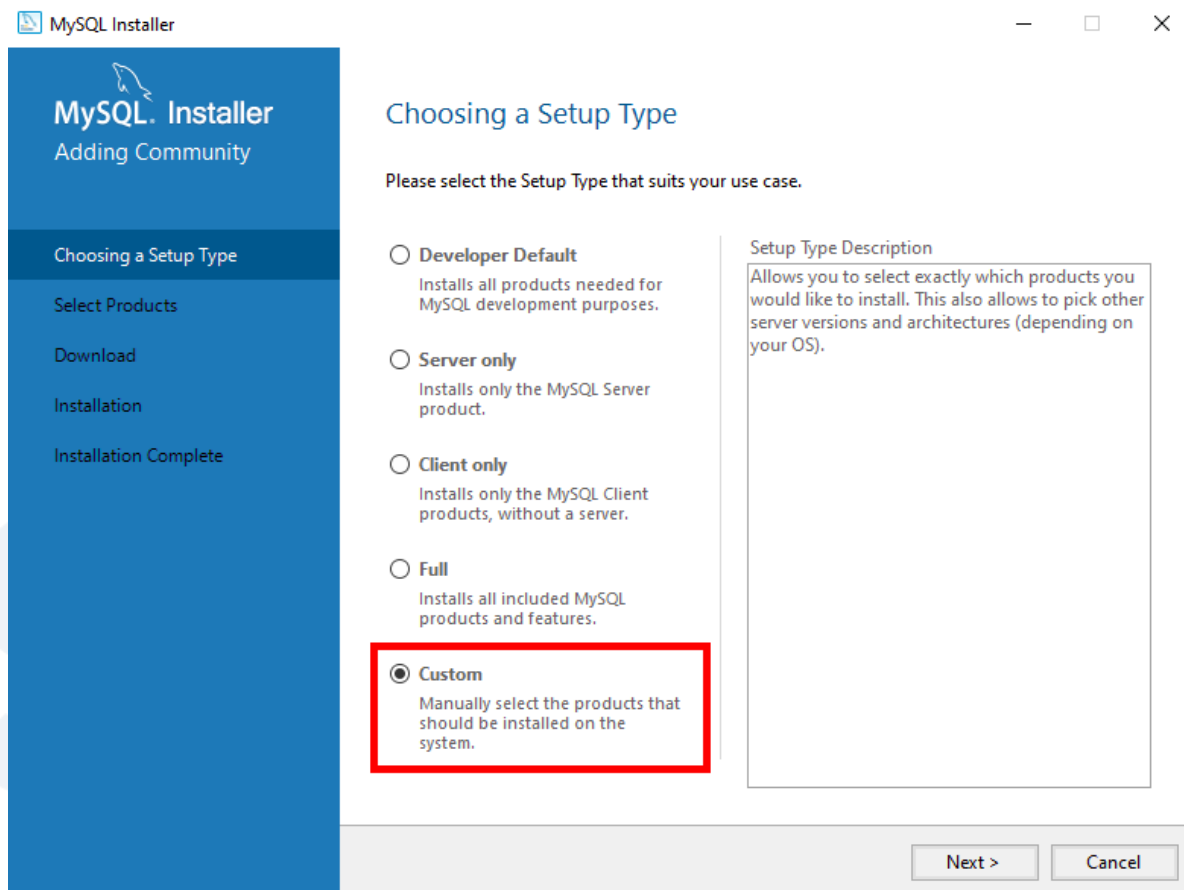 MySQL Installer
MySQL. Installer
Adding Community
Choosing a Setup Type
Select Products
Download
Installation
Installation Complete
Choosing a Setup Type
Please select the Setup Type that suits your use case.
Developer Default
Installs all products needed for
MySQL development purposes.
Server only
Installs only the MySQL Server
product.
Client only
Installs only the MySQL Client
products, without a server.
Full
Installs all included MySQL
products and features.
Custom
Manually select the products that
should be installed on the
system.
Setup Type Description
Allows you to select exactly which products you
would like to install. This also allows to pick other
server versions and architectures (depending on
your OS).
Next >
Cancel